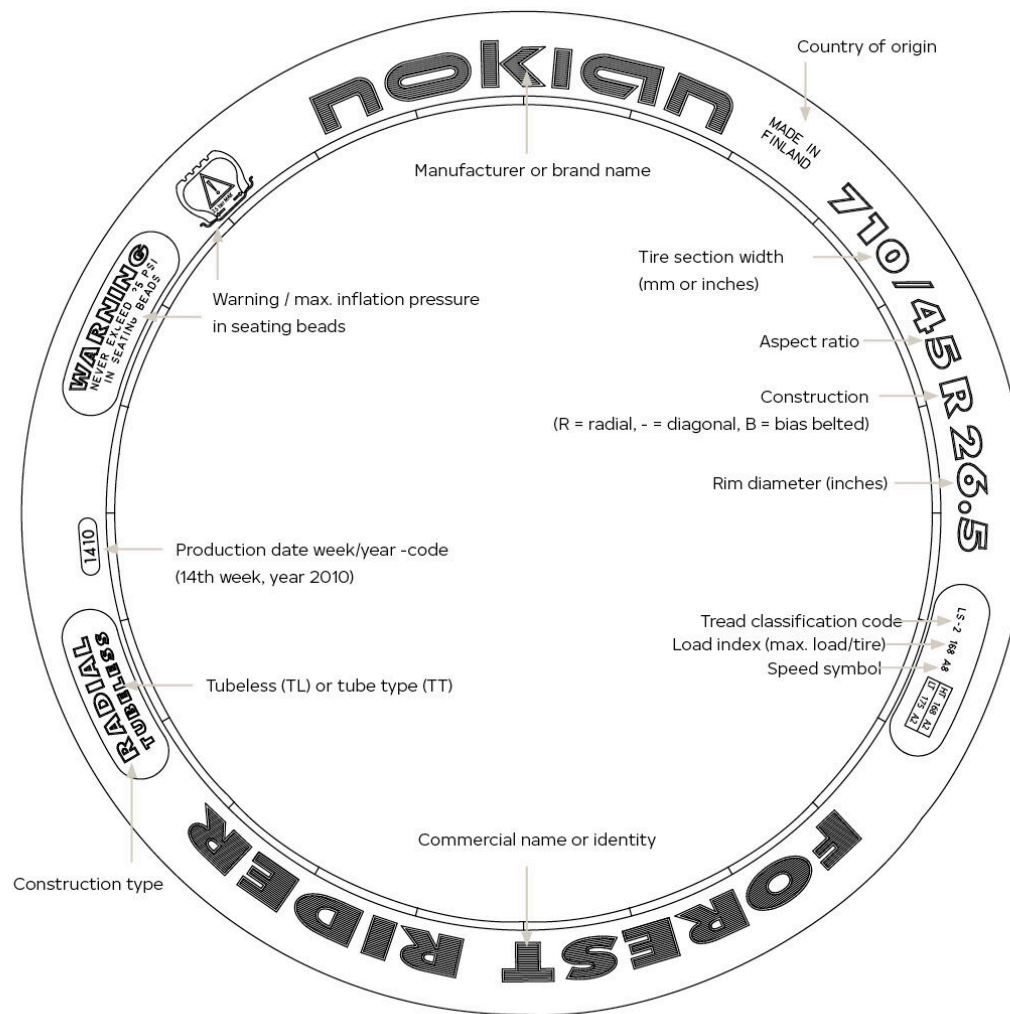 nokian
Country of origin
MADE IN
FINLAND
Manufacturer or brand name
710/45 R 26.5
Tire section width
(mm or inches)
Warning / max. inflation pressure
in seating beads
WARNING
NEVER EXCEED 35 PSI
IN SEATING BEADS
Aspect ratio
Construction
(R = radial, - = diagonal, B = bias belted)
Rim diameter (inches)
1410
Production date week/year -code
(14th week, year 2010)
Tread classification code
Load index (max. load/tire)
Speed symbol
LS-2 168 A8
HT 168 A2
LT 175 A2
RADIAL
TUBELESS
Tubeless (TL) or tube type (TT)
Commercial name or identity
Construction type
FOREST RIDER